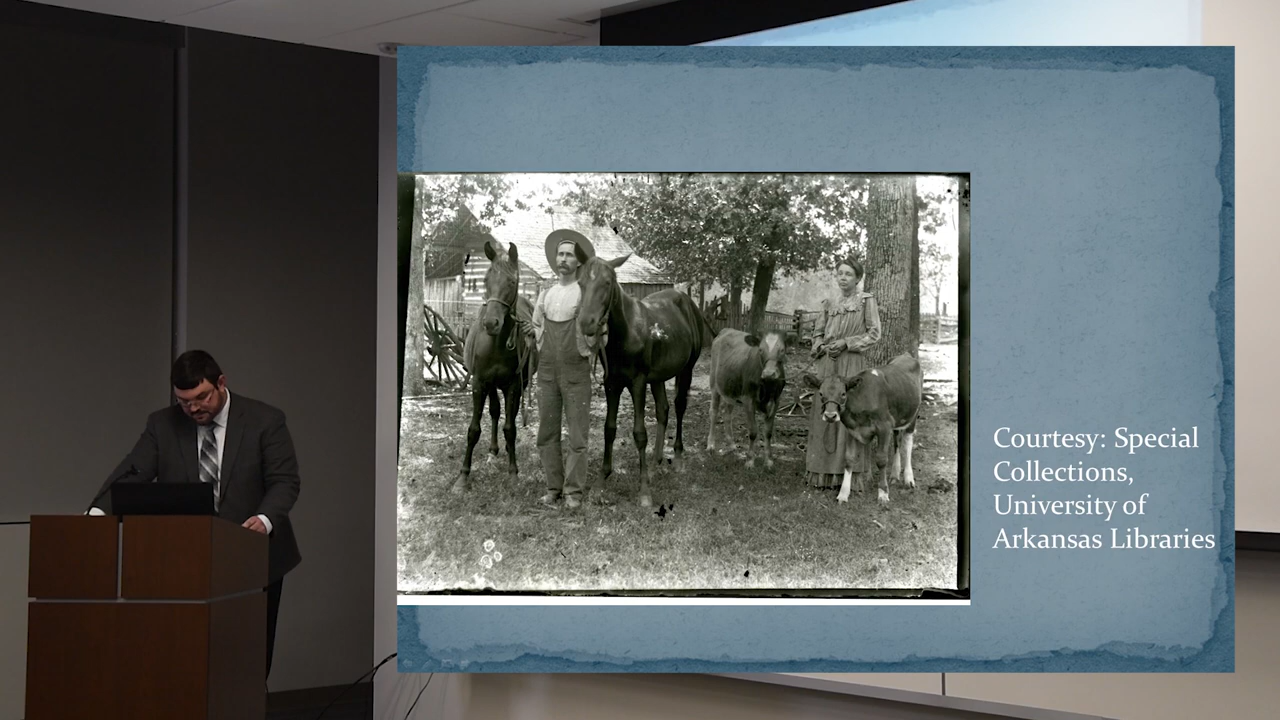 Courtesy: Special
Collections,
University of
Arkansas Libraries